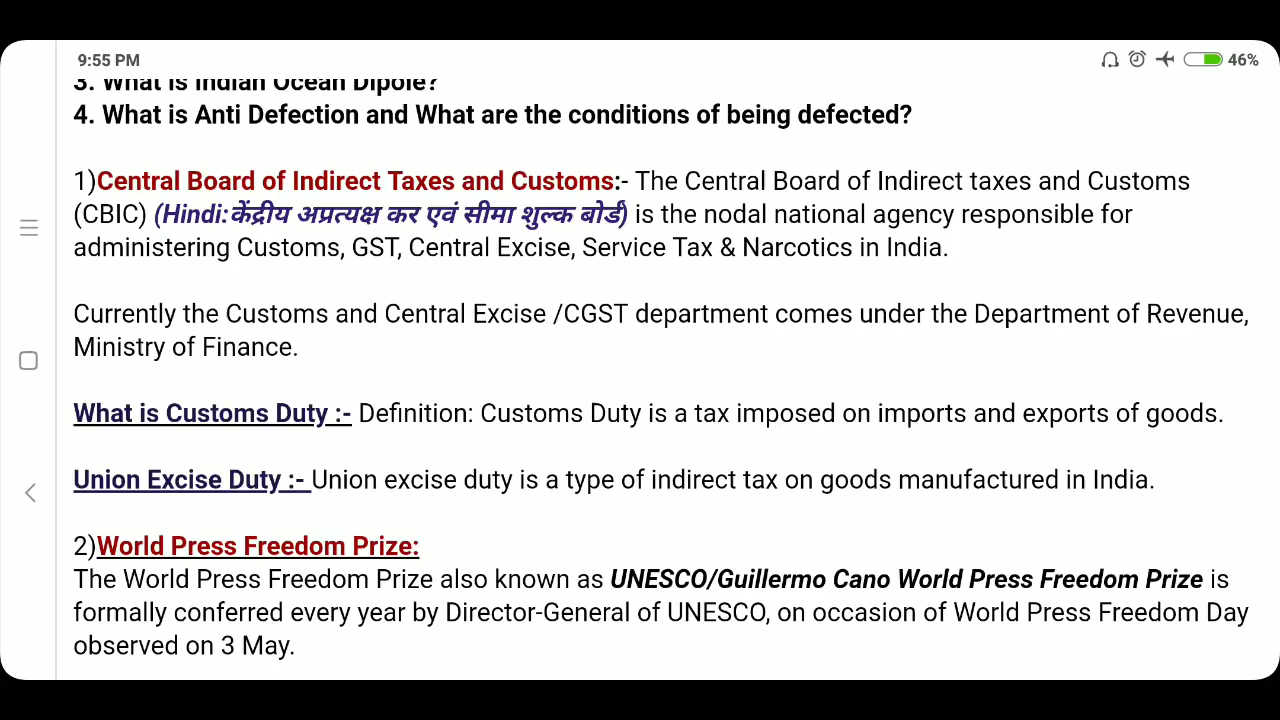 9:55 PM
46%
3. What is Indian Ocean Dipole?
4. What is Anti Defection and What are the conditions of being defected?
1)Central Board of Indirect Taxes and Customs:- The Central Board of Indirect taxes and Customs
(CBIC) (Hindi:केंद्रीय अप्रत्यक्ष कर एवं सीमा शुल्क बोर्ड) is the nodal national agency responsible for
administering Customs, GST, Central Excise, Service Tax & Narcotics in India.
Currently the Customs and Central Excise /CGST department comes under the Department of Revenue,
Ministry of Finance.
What is Customs Duty :- Definition: Customs Duty is a tax imposed on imports and exports of goods.
Union Excise Duty :- Union excise duty is a type of indirect tax on goods manufactured in India.
2)World Press Freedom Prize:
The World Press Freedom Prize also known as UNESCO/Guillermo Cano World Press Freedom Prize is
formally conferred every year by Director-General of UNESCO, on occasion of World Press Freedom Day
observed on 3 May.